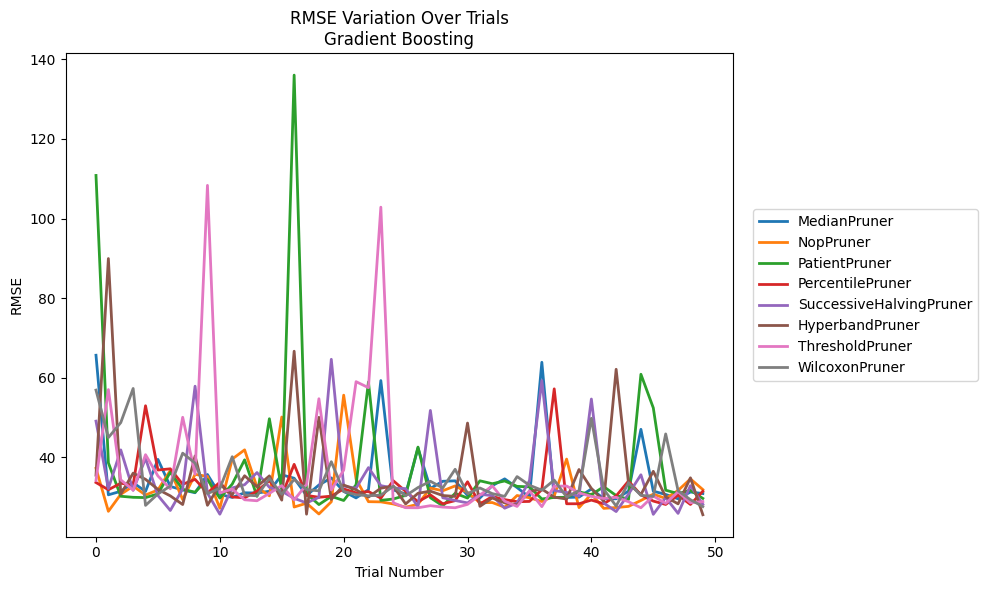 RMSE Variation Over Trials
Gradient Boosting
RMSE
140
120
100
80
60
40
0
10
20
30
40
50
Trial Number
MedianPruner
NopPruner
PatientPruner
PercentilePruner
SuccessiveHalvingPruner
HyperbandPruner
ThresholdPruner
WilcoxonPruner